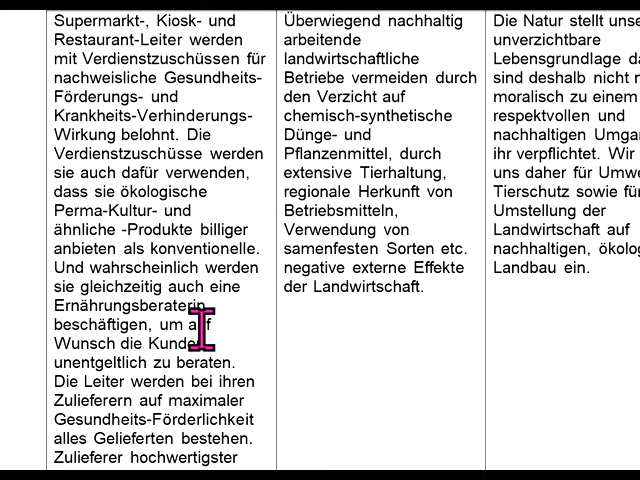 Supermarkt-, Kiosk- und
Restaurant-Leiter werden
mit Verdienstzuschüssen für
nachweisliche Gesundheits-
Förderungs- und
Krankheits-Verhinderungs-
Wirkung belohnt. Die
Verdienstzuschüsse werden
sie auch dafür verwenden,
dass sie ökologische
Perma-Kultur- und
ähnliche -Produkte billiger
anbieten als konventionelle.
Und wahrscheinlich werden
sie gleichzeitig auch eine
Ernährungsberaterin
beschäftigen, um auf
Wunsch die Kunden
unentgeltlich zu beraten.
Die Leiter werden bei ihren
Zulieferern auf maximaler
Gesundheits-Förderlichkeit
alles Gelieferten bestehen.
Zulieferer hochwertigster
Überwiegend nachhaltig
arbeitende
landwirtschaftliche
Betriebe vermeiden durch
den Verzicht auf
chemisch-synthetische
Dünge- und
Pflanzenmittel, durch
extensive Tierhaltung,
regionale Herkunft von
Betriebsmitteln,
Verwendung von
samenfesten Sorten etc.
negative externe Effekte
der Landwirtschaft.
Die Natur stellt unse
unverzichtbare
Lebensgrundlage da
sind deshalb nicht n
moralisch zu einem
respektvollen und
nachhaltigen Umga
ihr verpflichtet. Wir
uns daher für Umwe
Tierschutz sowie für
Umstellung der
Landwirtschaft auf
nachhaltigen, ökolog
Landbau ein.